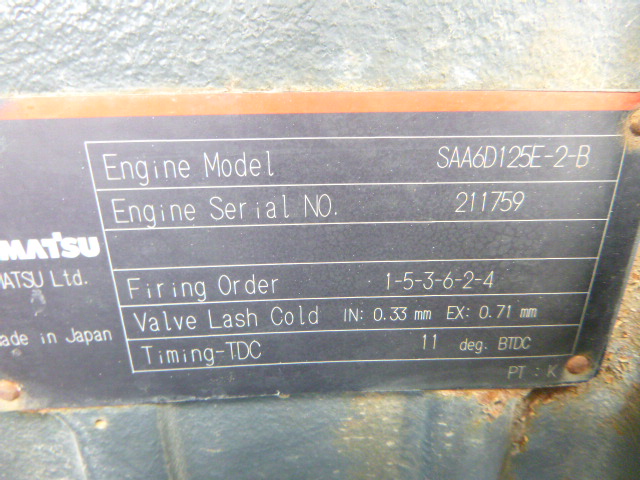 Engine Model SAA6D125E-2-B
Engine Serial NO. 211759
MATSU
MATSU Ltd.
Firing Order 1-5-3-6-2-4
Valve Lash Cold IN: 0.33 mm EX: 0.71 mm
ade in Japan
Timing-TDC 11 deg. BTDC
PT : K